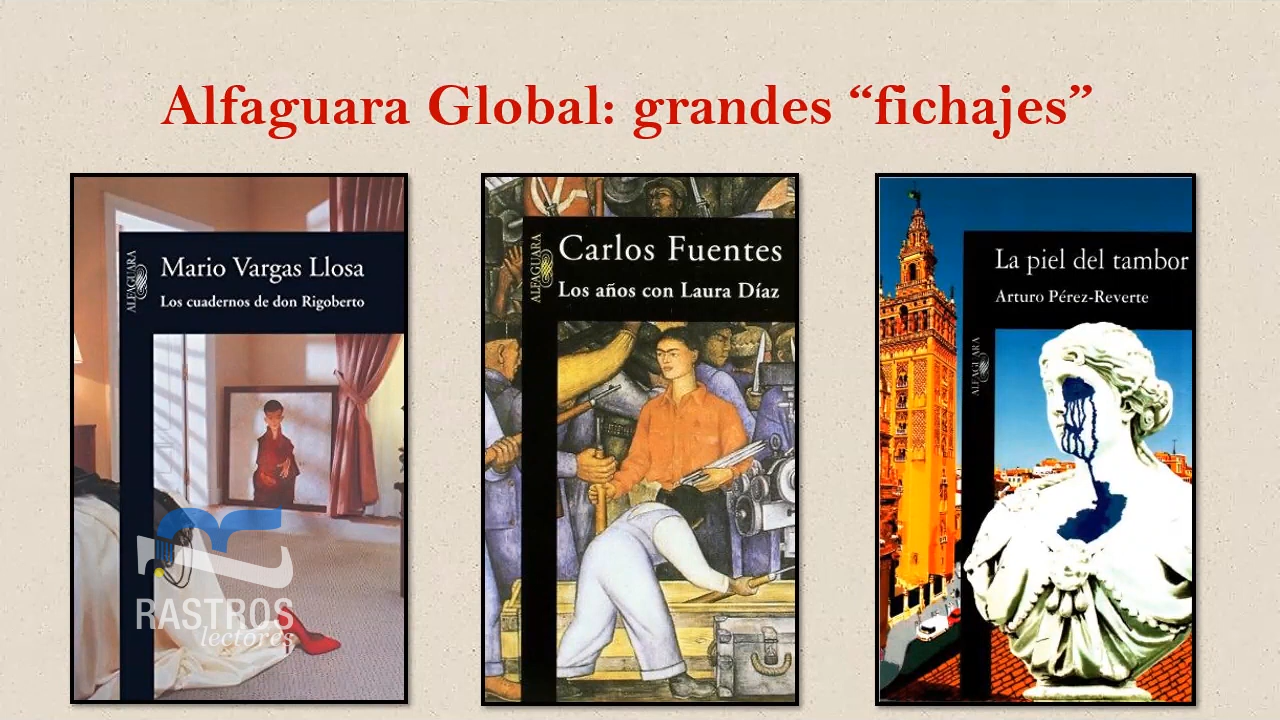 Alfaguara Global: grandes “fichajes”
ALFAGUARA
Mario Vargas Llosa
Los cuadernos de don Rigoberto
RASTROS
lectores
ALFAGUARA
Carlos Fuentes
Los años con Laura Díaz
La piel del tambor
Arturo Pérez-Reverte
ALFAGUARA